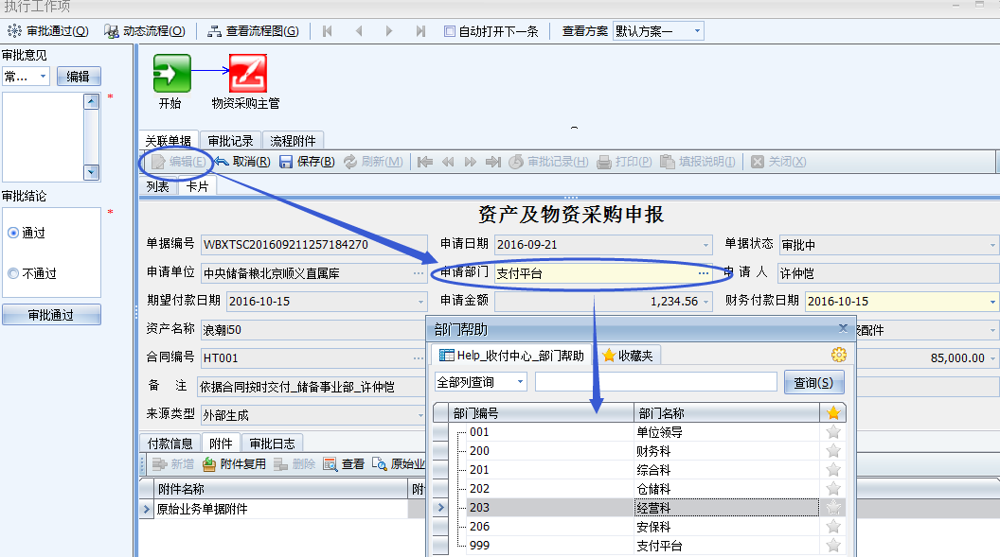 执行工作项
审批通过(Q) 动态流程(O) 查看流程图(G) 自动打开下一条 查看方案 默认方案一
审批意见
常... 编辑
*
开始 物资采购主管
关联单据 审批记录 流程附件
编辑(E) 取消(R) 保存(B) 刷新(M) 审批记录(H) 打印(P) 填报说明(I) 关闭(X)
列表 卡片
审批结论
*
通过
不通过
审批通过
资产及物资采购申报
单据编号 WBXTSC201609211257184270 申请日期 2016-09-21 单据状态 审批中
申请单位 中央储备粮北京顺义直属库 ... 申请部门 支付平台 ... 申 请 人 许仲恺
期望付款日期 2016-10-15 申请金额 1,234.56 财务付款日期 2016-10-15
资产名称 浪潮i50 配件
合同编号 HT001 ... 85,000.00
备 注 依据合同按时交付_储备事业部_许仲恺
来源类型 外部生成
付款信息 附件 审批日志
新增 附件复用 删除 查看 原始业
附件名称 附
原始业务单据附件
部门帮助
Help_收付中心_部门帮助 收藏夹
全部列查询 查询(S)
部门编号 部门名称
001 单位领导
200 财务科
201 综合科
202 仓储科
203 经营科
206 安保科
999 支付平台